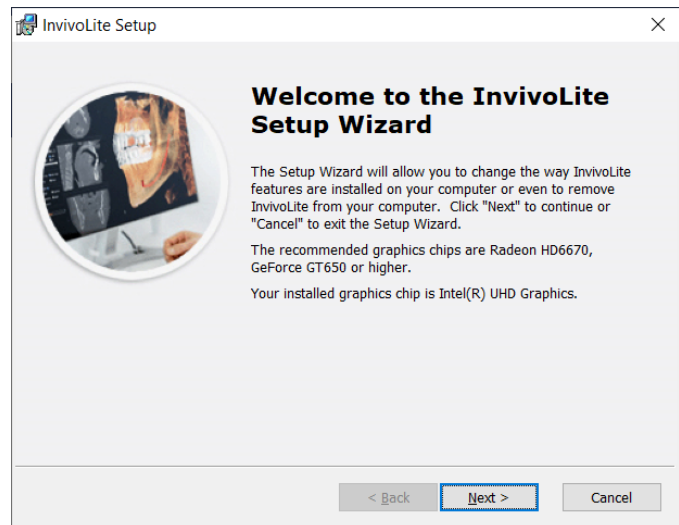 InvivoLite Setup
Welcome to the InvivoLite
Setup Wizard
The Setup Wizard will allow you to change the way InvivoLite
features are installed on your computer or even to remove
InvivoLite from your computer.  Click "Next" to continue or
"Cancel" to exit the Setup Wizard.
The recommended graphics chips are Radeon HD6670,
GeForce GT650 or higher.
Your installed graphics chip is Intel(R) UHD Graphics.
< Back
Next >
Cancel